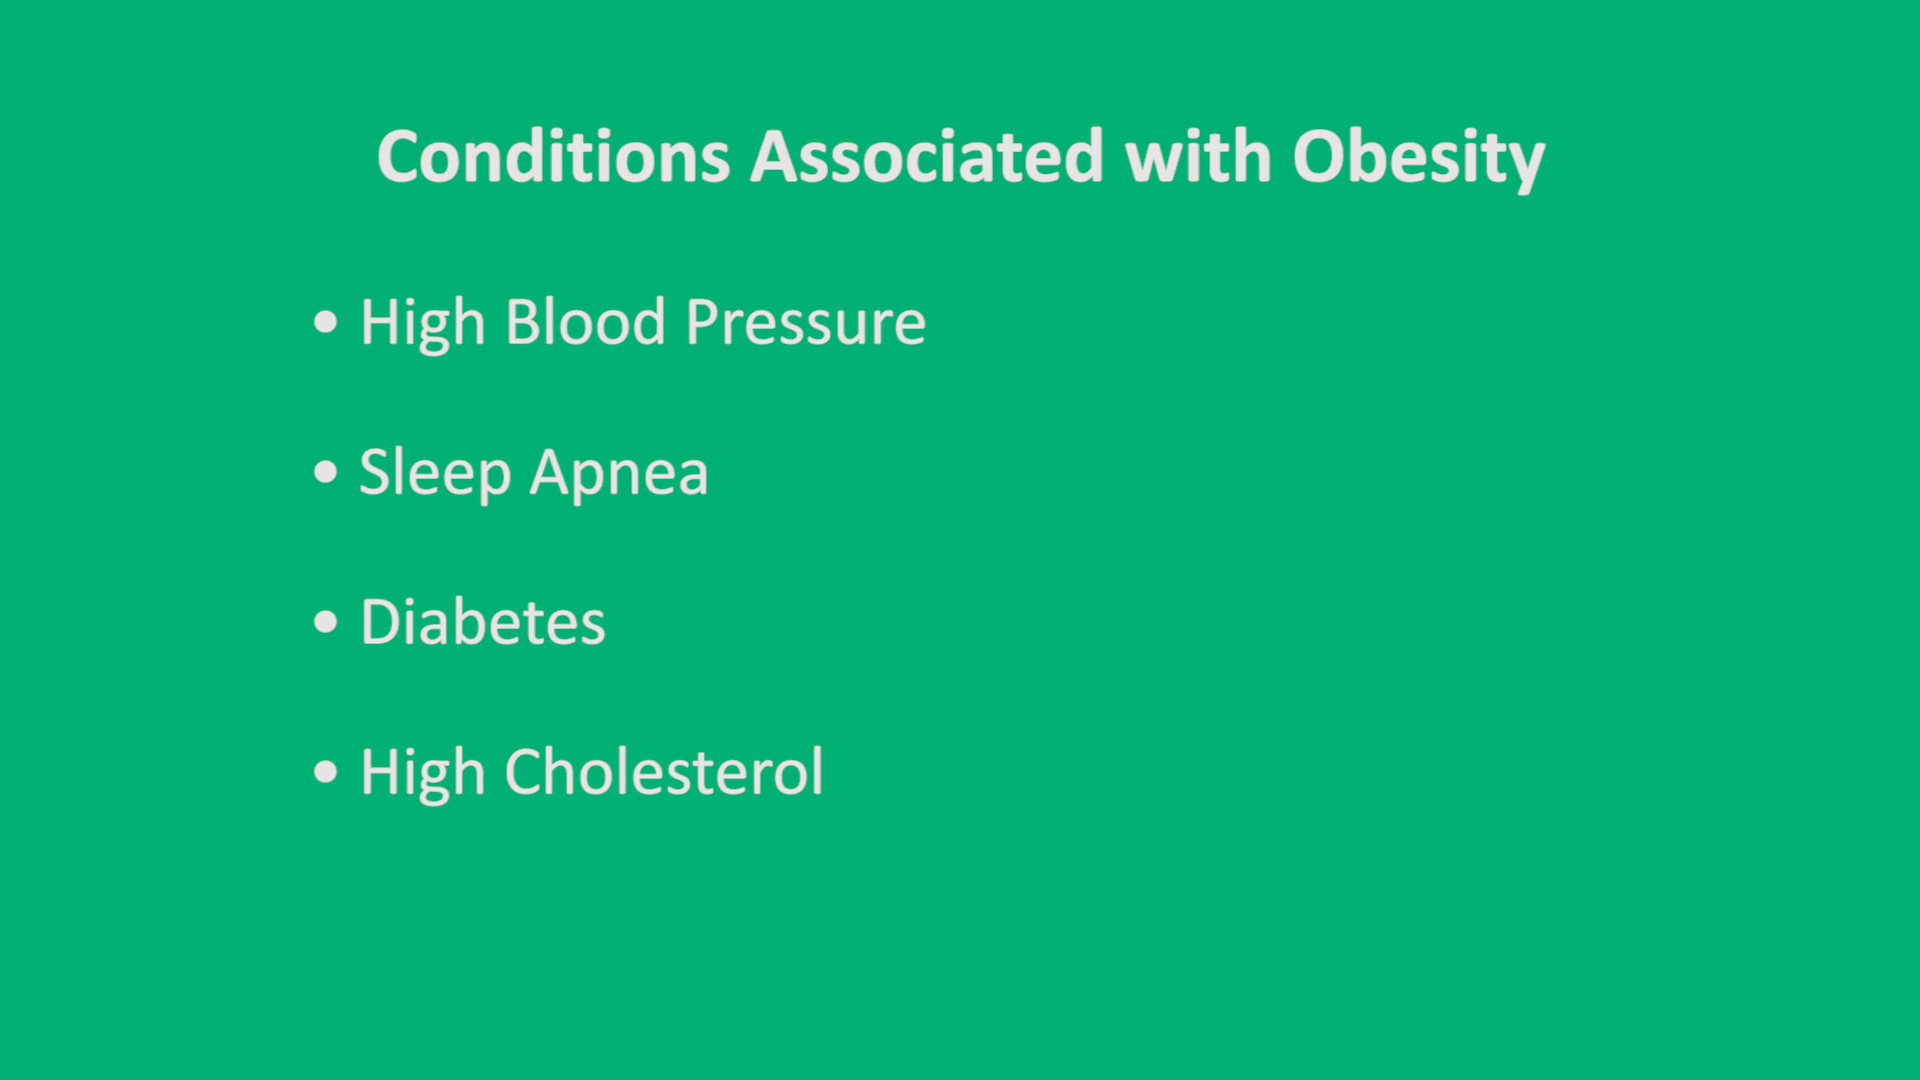 Conditions Associated with Obesity
• High Blood Pressure
• Sleep Apnea
• Diabetes
• High Cholesterol